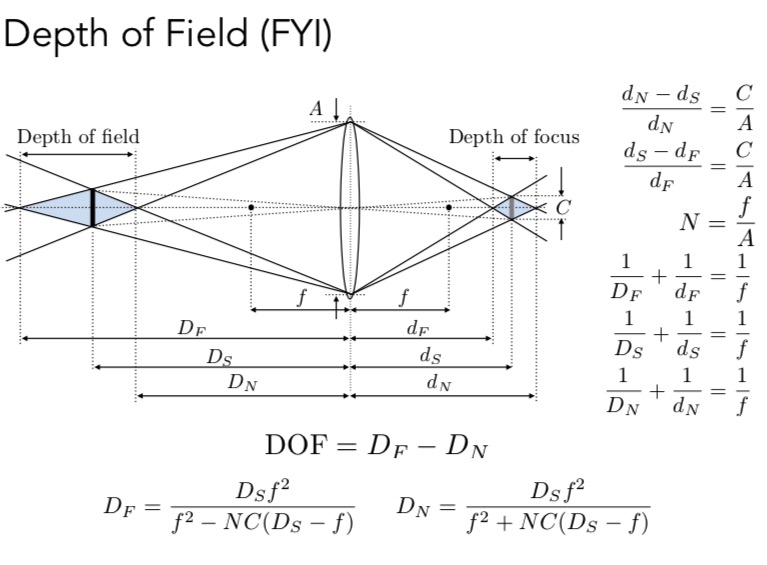 Depth of Field (FYI)
A
Depth of field
Depth of focus
C
f f
D_F d_F
D_S d_S
D_N d_N
\frac{d_N - d_S}{d_N} = \frac{C}{A}
\frac{d_S - d_F}{d_F} = \frac{C}{A}
N = \frac{f}{A}
\frac{1}{D_F} + \frac{1}{d_F} = \frac{1}{f}
\frac{1}{D_S} + \frac{1}{d_S} = \frac{1}{f}
\frac{1}{D_N} + \frac{1}{d_N} = \frac{1}{f}
DOF = D_F - D_N
D_F = \frac{D_S f^2}{f^2 - NC(D_S - f)} D_N = \frac{D_S f^2}{f^2 + NC(D_S - f)}